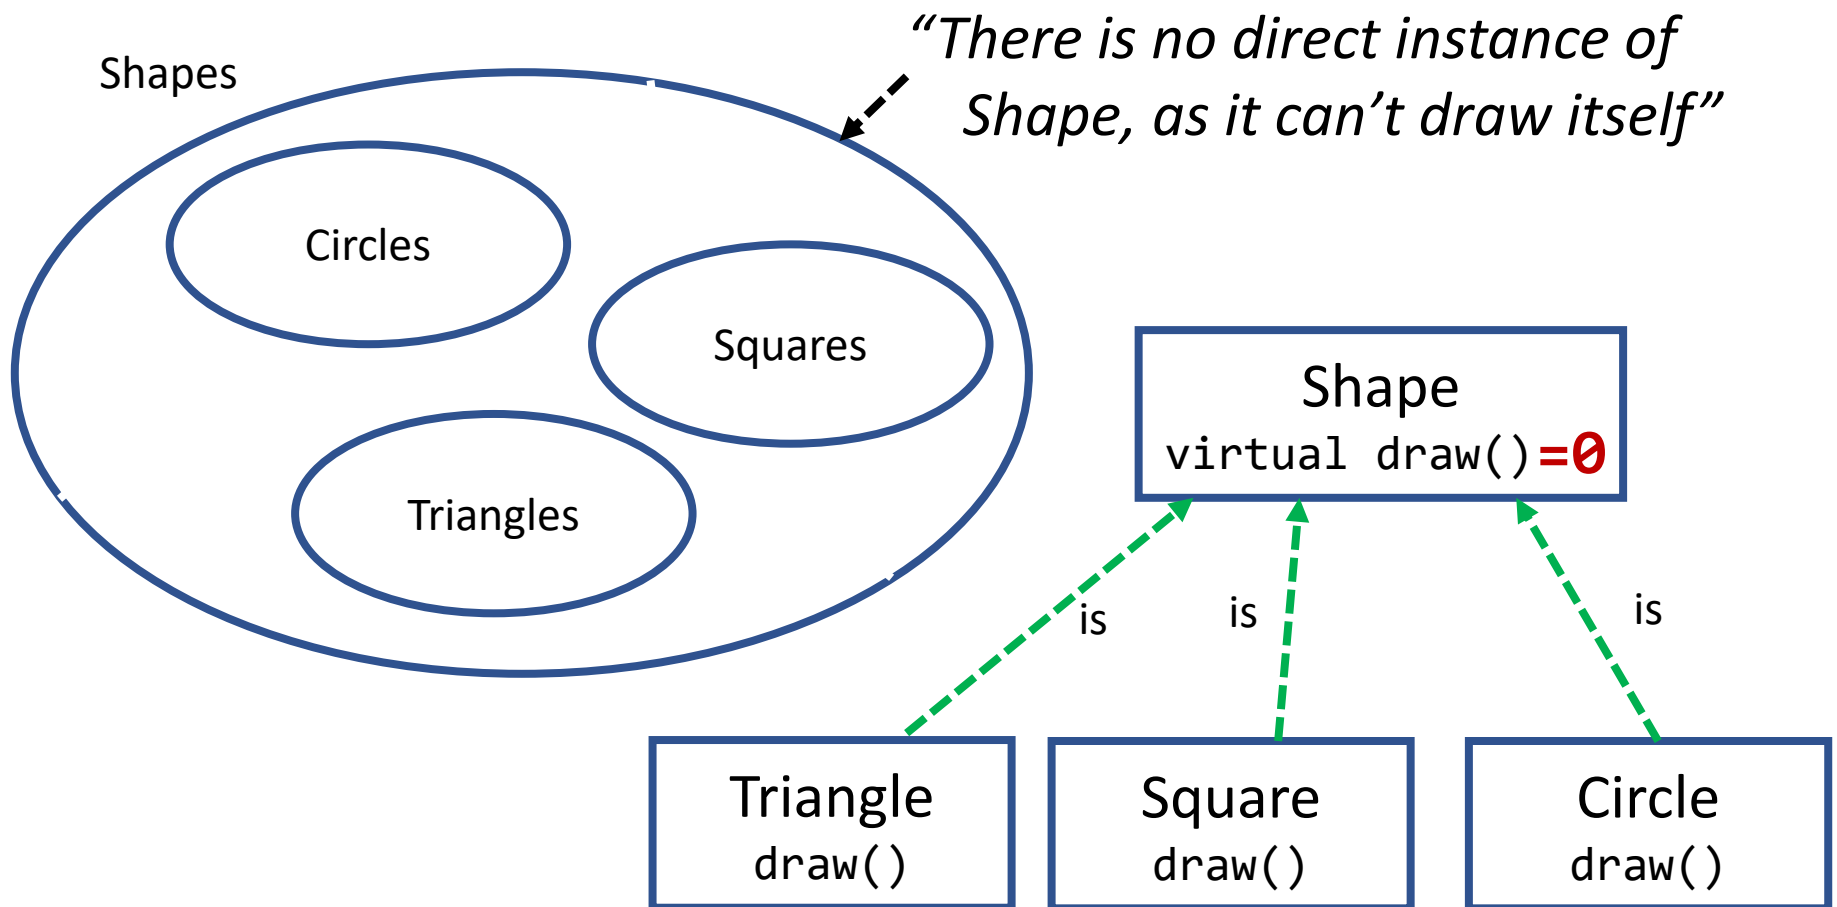 “There is no direct instance of
Shape, as it can’t draw itself”
Shapes
Circles
Squares
Triangles
Shape
virtual draw()=0
is
is
is
Triangle
draw()
Square
draw()
Circle
draw()